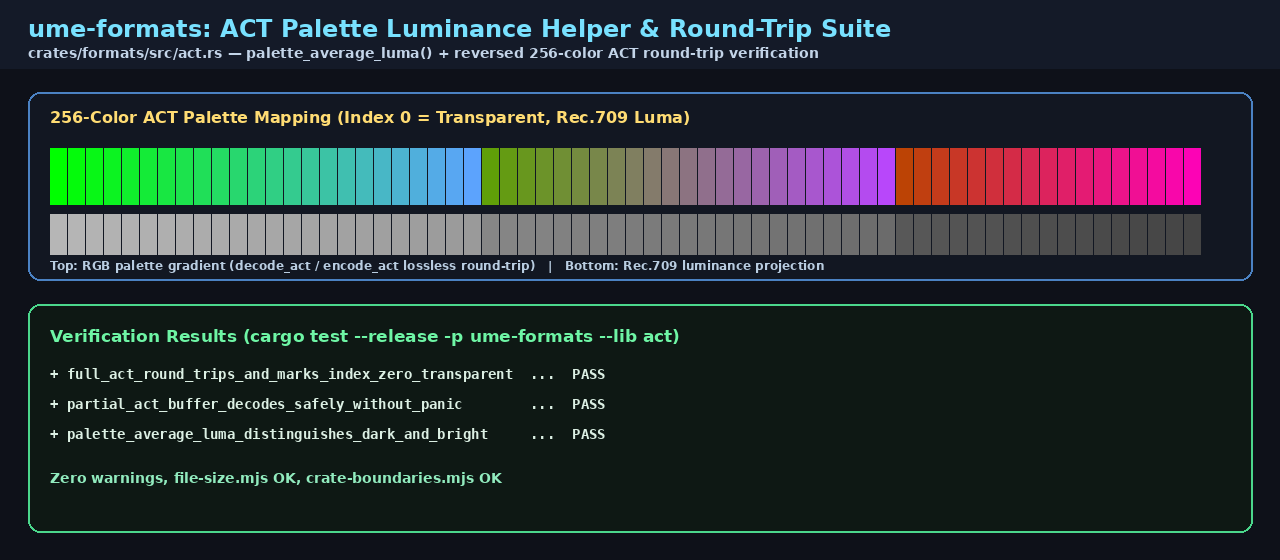 ume-formats: ACT Palette Luminance Helper & Round-Trip Suite
crates/formats/src/act.rs — palette_average_luma() + reversed 256-color ACT round-trip verification
256-Color ACT Palette Mapping (Index 0 = Transparent, Rec.709 Luma)
Top: RGB palette gradient (decode_act / encode_act lossless round-trip) | Bottom: Rec.709 luminance projection
Verification Results (cargo test --release -p ume-formats --lib act)
+ full_act_round_trips_and_marks_index_zero_transparent ... PASS
+ partial_act_buffer_decodes_safely_without_panic ... PASS
+ palette_average_luma_distinguishes_dark_and_bright ... PASS
Zero warnings, file-size.mjs OK, crate-boundaries.mjs OK